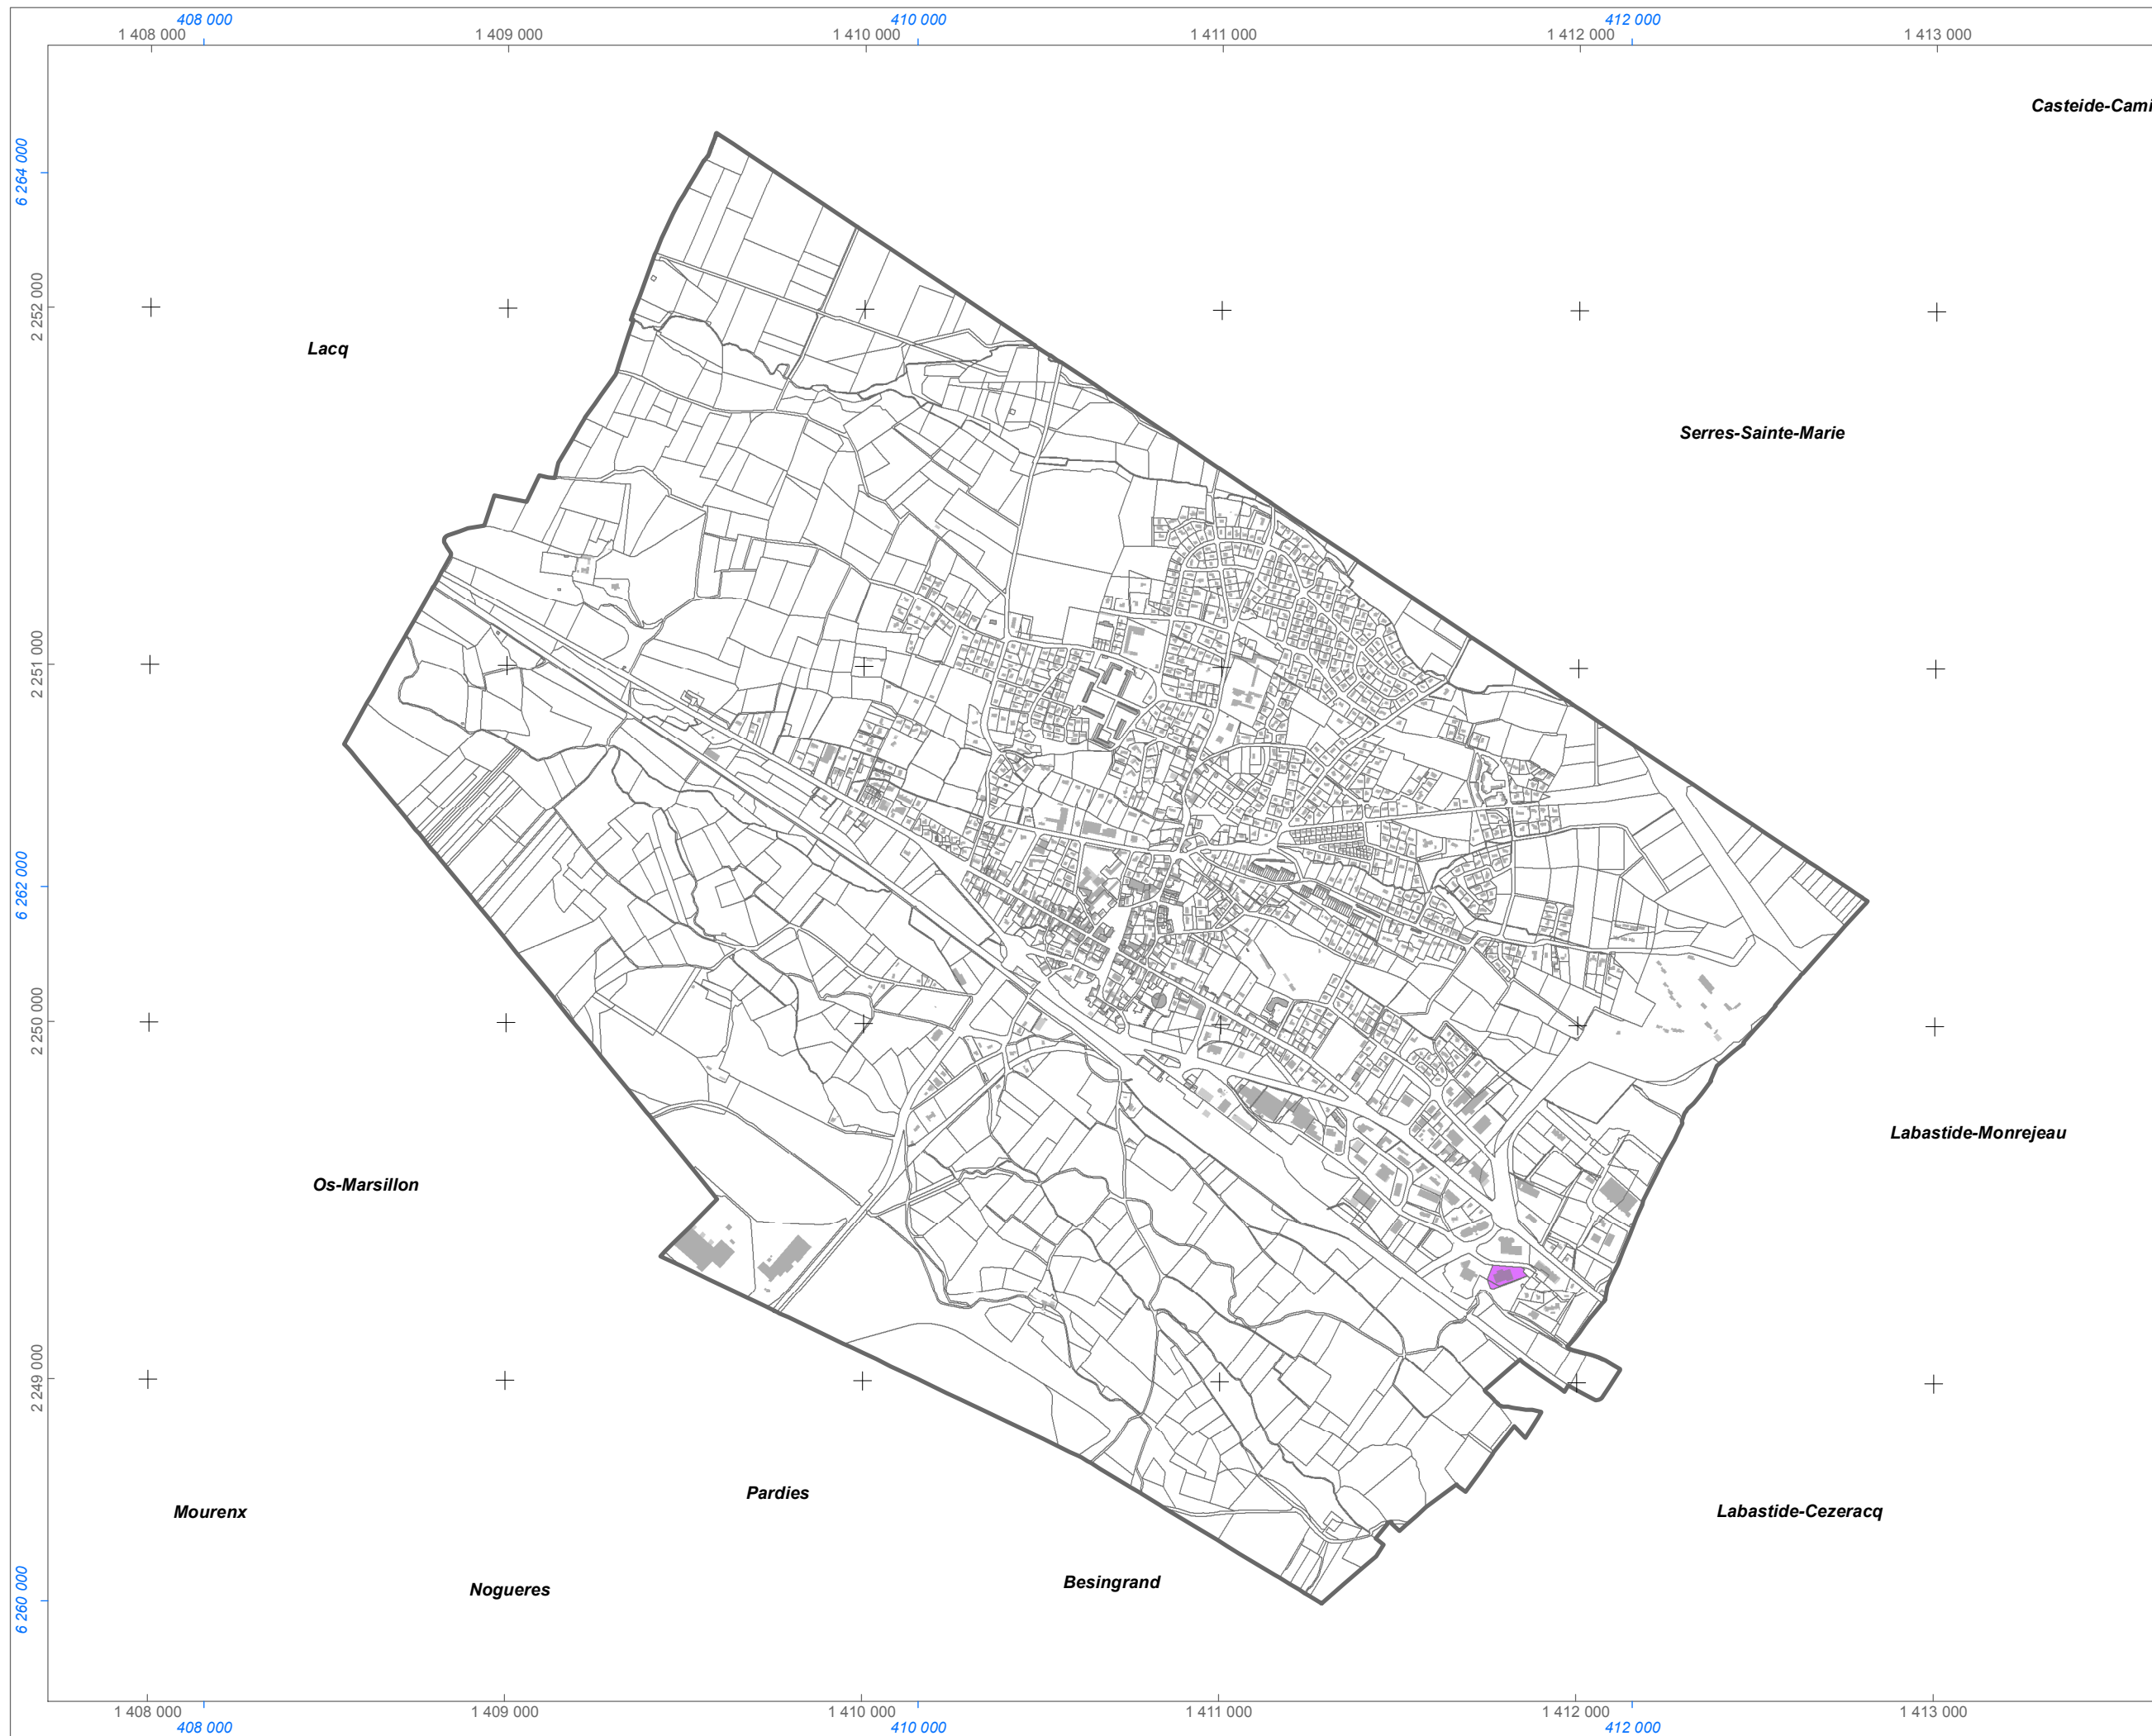 408 000 410 000 412 000
1 408 000 1 409 000 1 410 000 1 411 000 1 412 000 1 413 000
Casteide-Cami
6 264 000
2 252 000
Lacq
Serres-Sainte-Marie
2 251 000
6 262 000
2 250 000
Labastide-Monrejeau
Os-Marsillon
2 249 000
Pardies
Mourenx
Labastide-Cezeracq
Besingrand
Nogueres
6 260 000
1 408 000 1 409 000 1 410 000 1 411 000 1 412 000 1 413 000
408 000 410 000 412 000